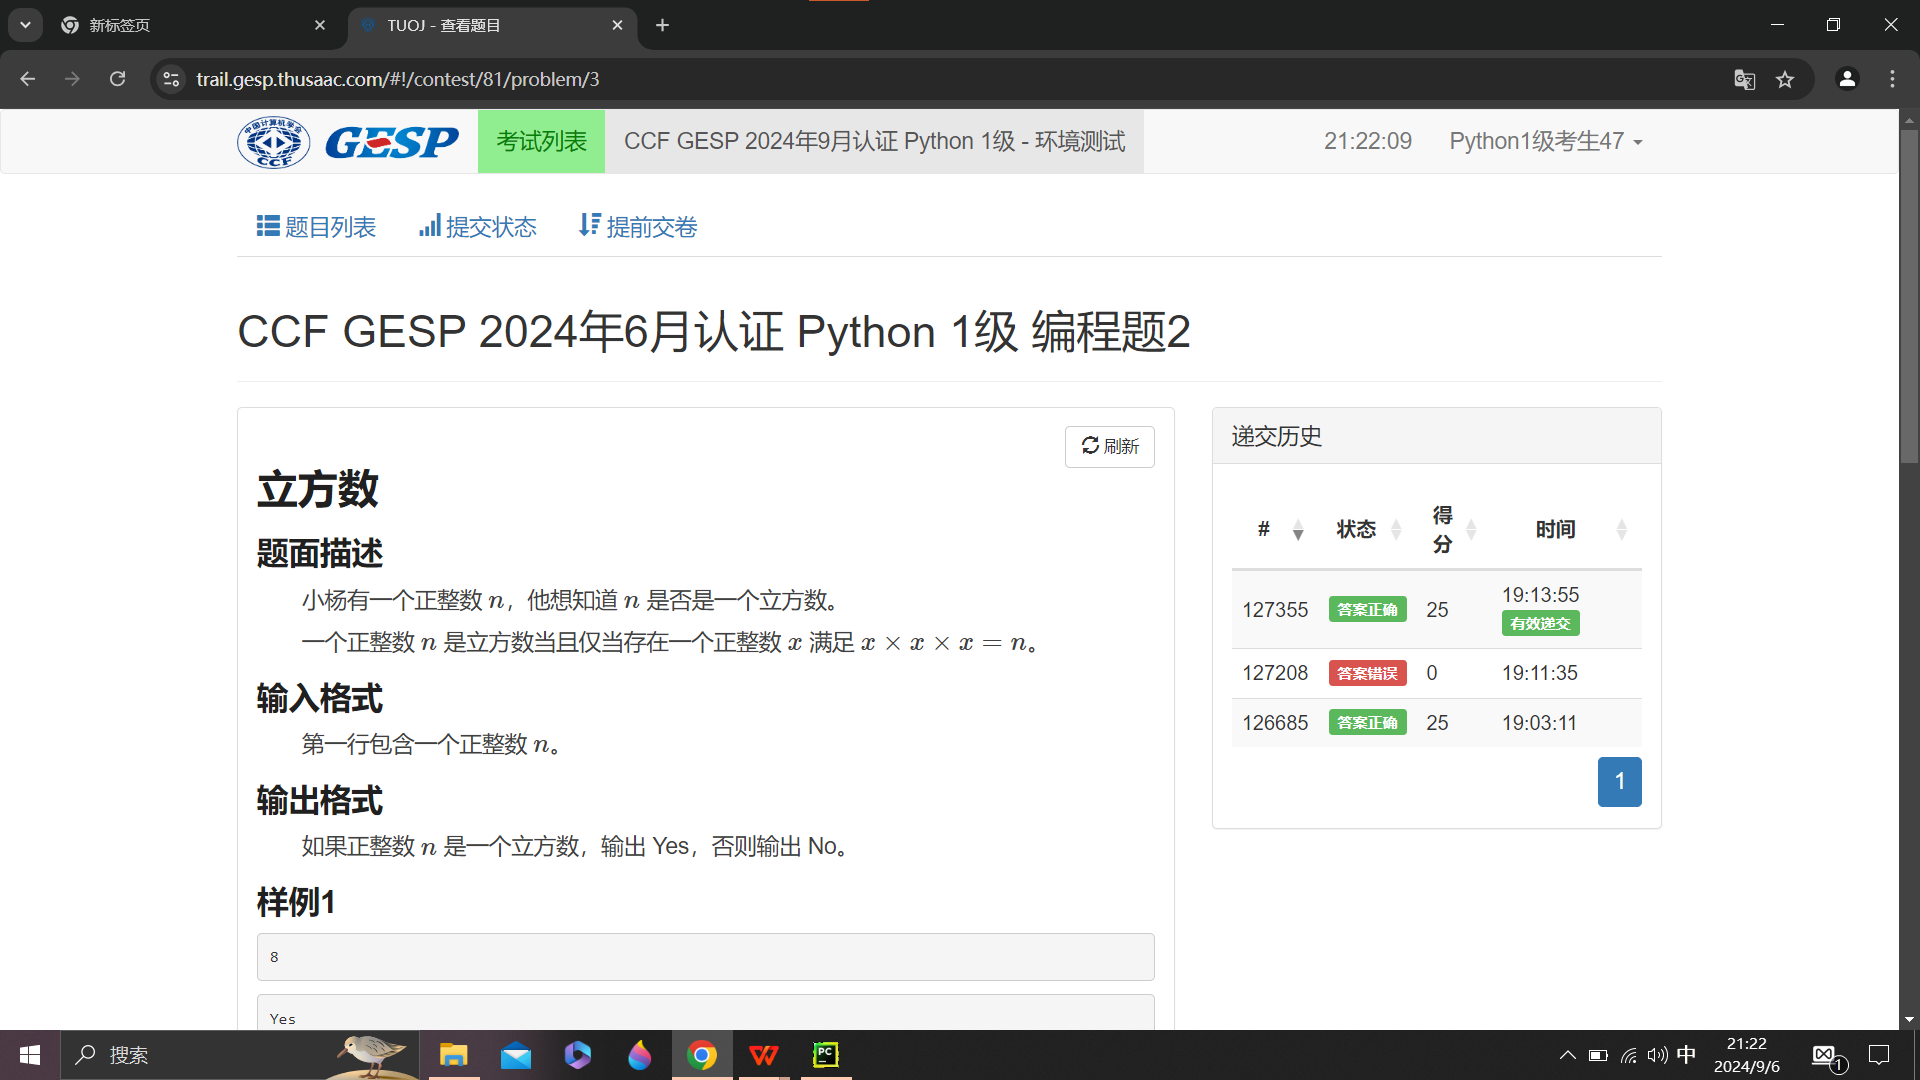 新标签页
TUOJ - 查看题目
trail.gesp.thusaac.com/#!/contest/81/problem/3
中国计算机学会
CCF
GESP
考试列表
CCF GESP 2024年9月认证 Python 1级 - 环境测试
21:22:09
Python1级考生47
题目列表
提交状态
提前交卷
CCF GESP 2024年6月认证 Python 1级 编程题2
刷新
立方数
题面描述
小杨有一个正整数 n，他想知道 n 是否是一个立方数。
一个正整数 n 是立方数当且仅当存在一个正整数 x 满足 x × x × x = n。
输入格式
第一行包含一个正整数 n。
输出格式
如果正整数 n 是一个立方数，输出 Yes，否则输出 No。
样例1
8
Yes
递交历史
# 状态 得分 时间
127355 答案正确 25 19:13:55
有效递交
127208 答案错误 0 19:11:35
126685 答案正确 25 19:03:11
1
搜索
PC
中
21:22
2024/9/6
1